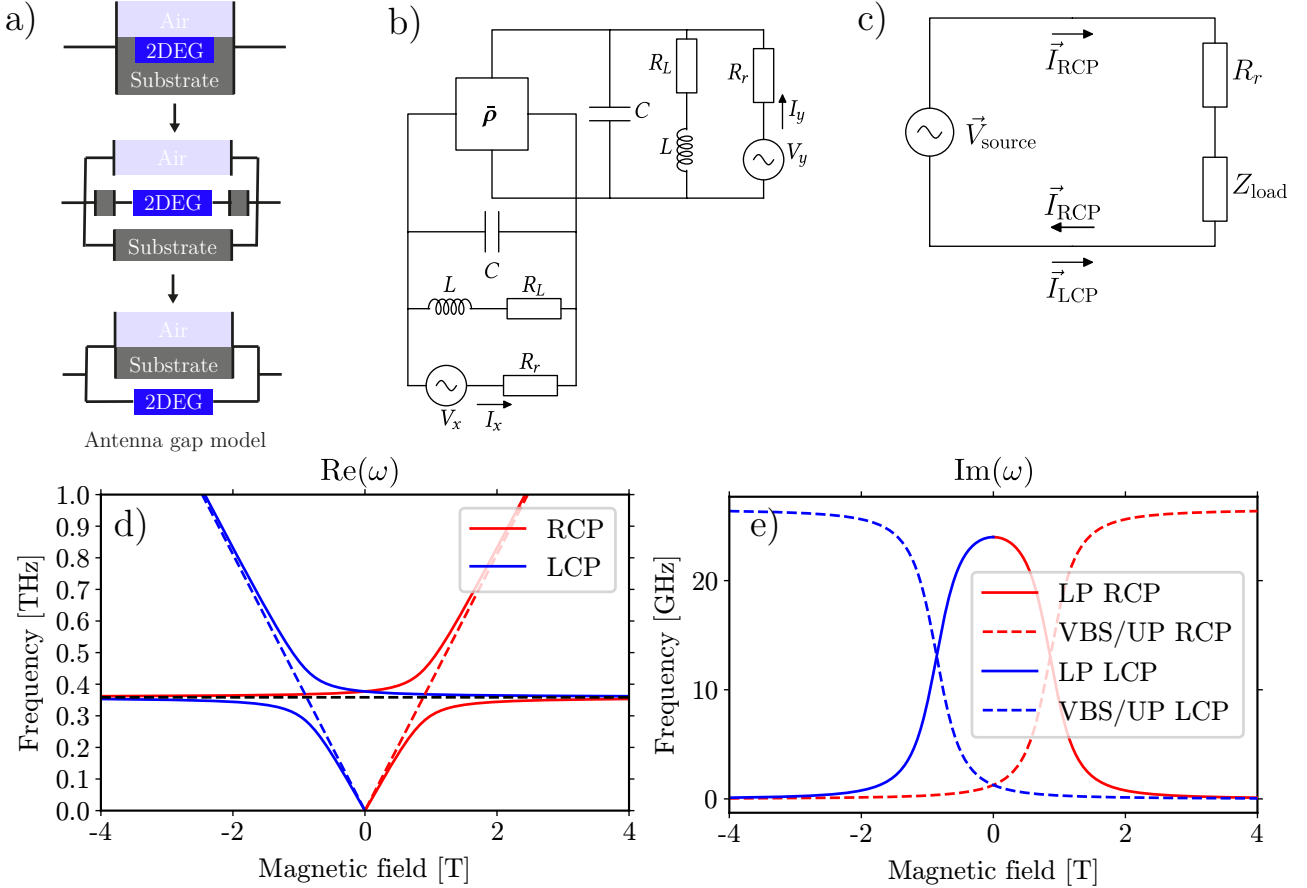 a)
Air
2DEG
Substrate
Air
2DEG
Substrate
Air
Substrate
2DEG
Antenna gap model
b)
ρ̄
C
R_L
L
R_r
I_y
V_y
C
L
R_L
R_r
V_x
I_x
c)
I⃗_RCP
R_r
V⃗_source
Z_load
I⃗_RCP
I⃗_LCP
Re(ω)
d)
RCP
LCP
Frequency [THz]
1.0
0.9
0.8
0.7
0.6
0.5
0.4
0.3
0.2
0.1
0.0
-4 -2 0 2 4
Magnetic field [T]
Im(ω)
e)
LP RCP
VBS/UP RCP
LP LCP
VBS/UP LCP
Frequency [GHz]
20
10
0
-4 -2 0 2 4
Magnetic field [T]